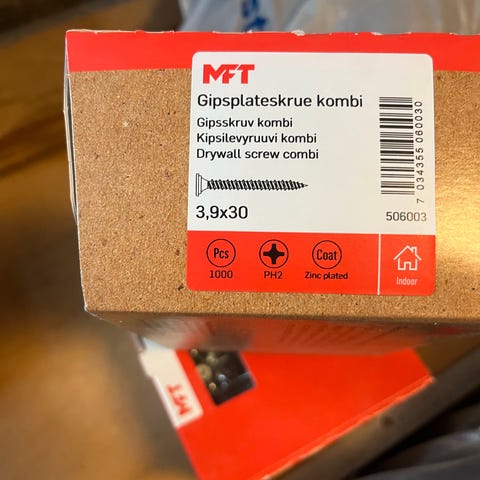 MFT
Gipsplateskrue kombi
Gipsskruv kombi
Kipsilevyruuvi kombi
Drywall screw combi
3,9x30
7 034355 060030
506003
Pcs
1000
PH2
Coat
Zinc plated
Indoor
MFT